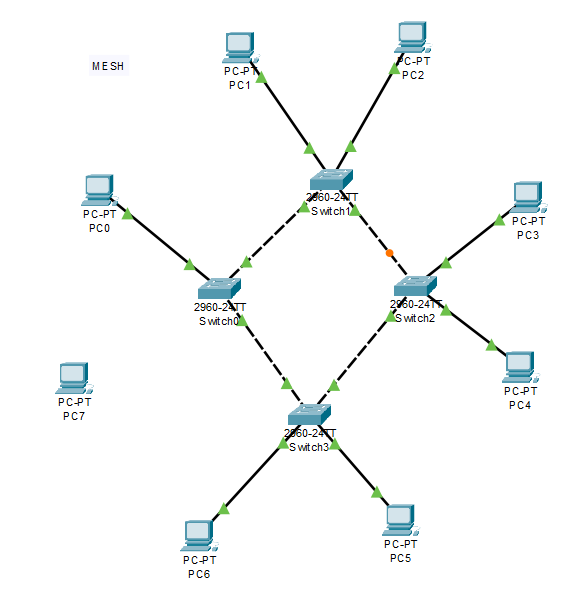 MESH
PC-PT
PC1
PC-PT
PC2
2960-24TT
Switch1
PC-PT
PC0
PC-PT
PC3
2960-24TT
Switch0
2960-24TT
Switch2
PC-PT
PC7
PC-PT
PC4
2960-24TT
Switch3
PC-PT
PC6
PC-PT
PC5